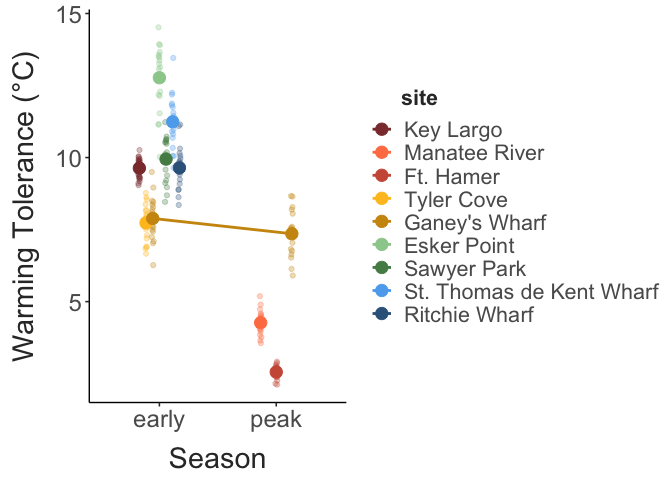 15
10
5
Warming Tolerance (°C)
early
peak
Season
site
Key Largo
Manatee River
Ft. Hamer
Tyler Cove
Ganey's Wharf
Esker Point
Sawyer Park
St. Thomas de Kent Wharf
Ritchie Wharf